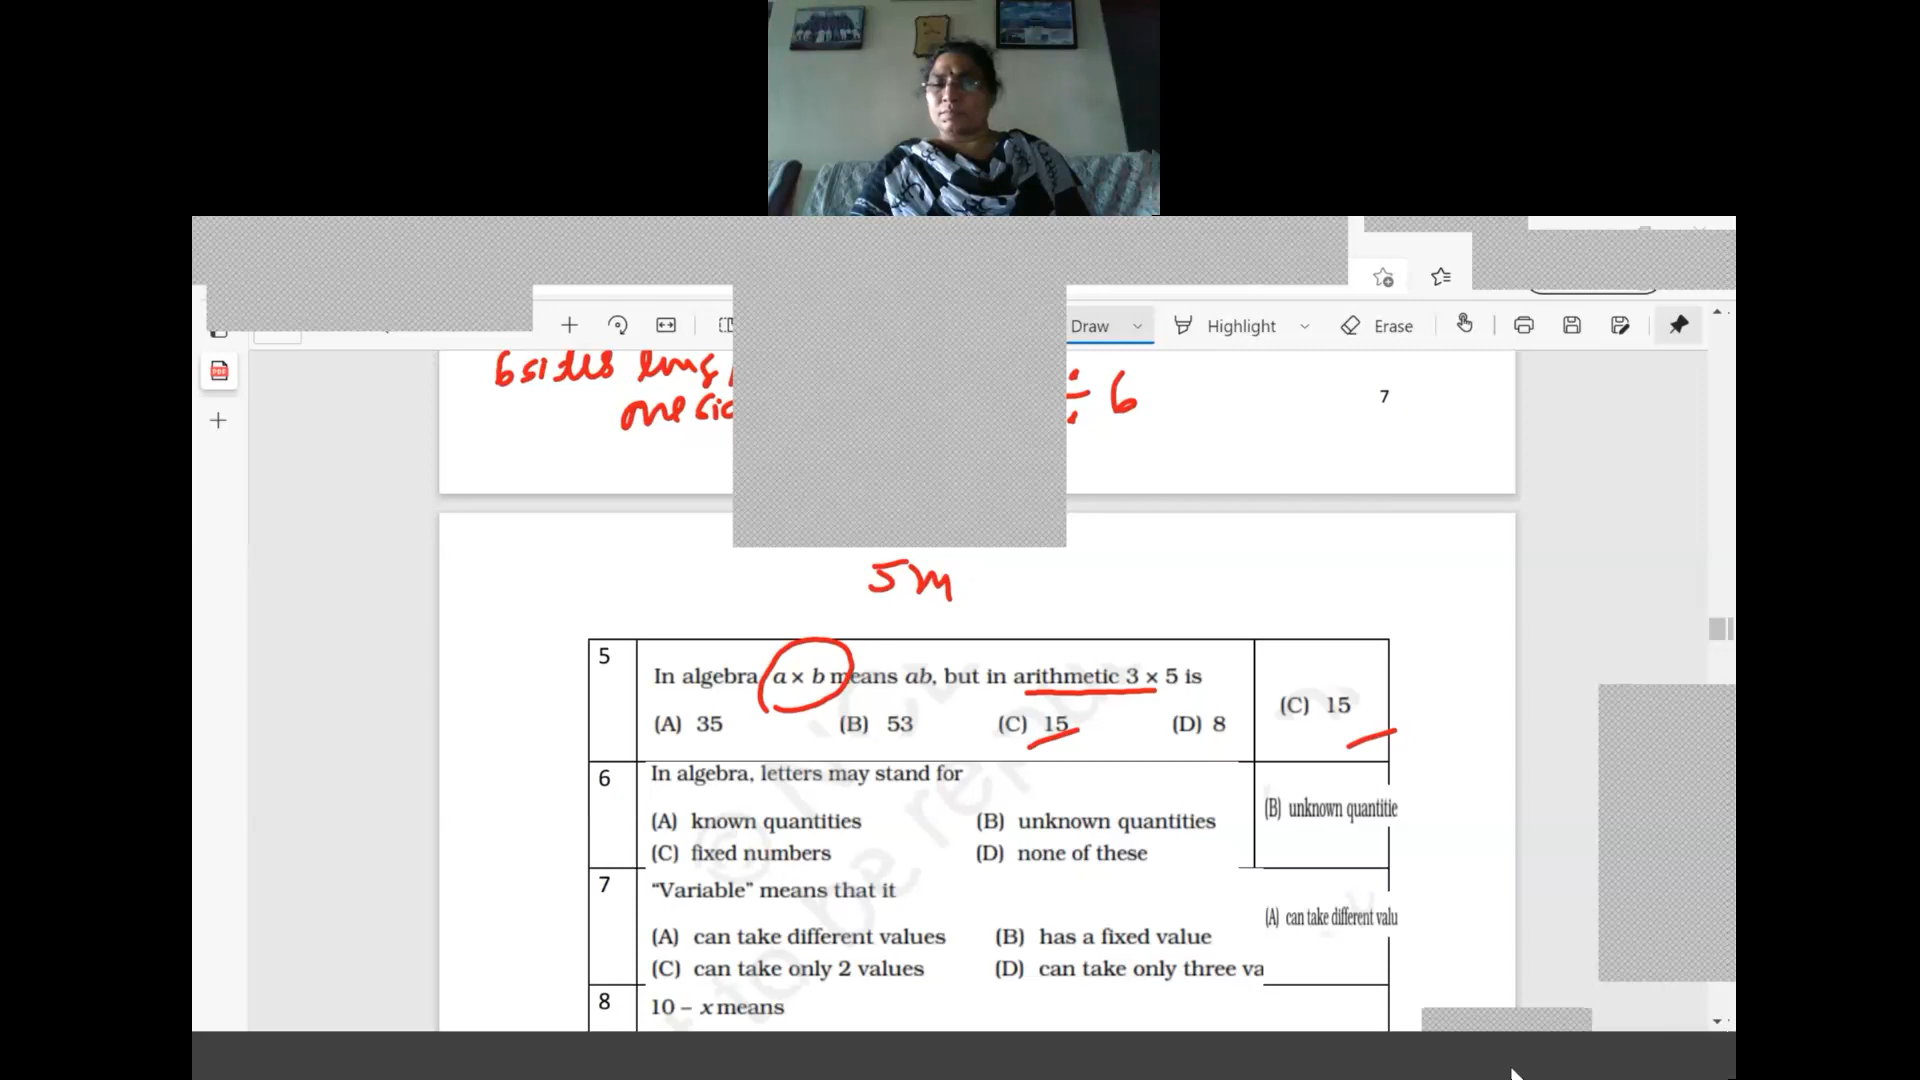 Draw Highlight Erase
6 sides
one ÷ 6
7
5m
5 In algebra a × b means ab, but in arithmetic 3 × 5 is
(A) 35 (B) 53 (C) 15 (D) 8
(C) 15
6 In algebra, letters may stand for
(A) known quantities (B) unknown quantities
(C) fixed numbers (D) none of these
(B) unknown quantitie
7 “Variable” means that it
(A) can take different values (B) has a fixed value
(C) can take only 2 values (D) can take only three va
(A) can take different valu
8 10 – x means